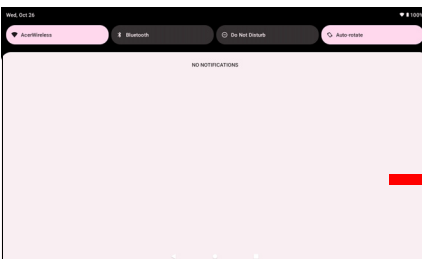 Wed, Oct 26 100%
AcerWireless Bluetooth Do Not Disturb Auto-rotate
NO NOTIFICATIONS